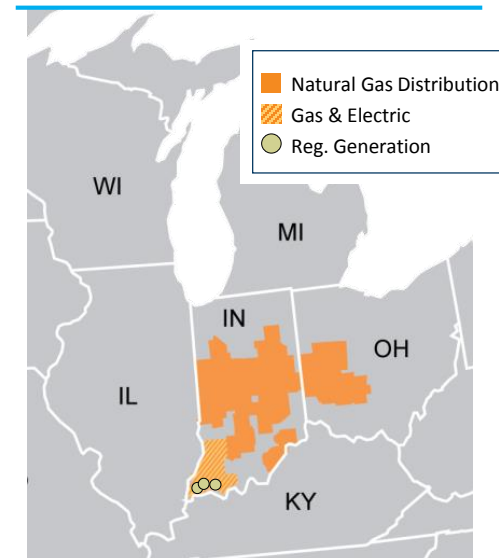 Natural Gas Distribution
Gas & Electric
Reg. Generation
WI
MI
IN
OH
IL
KY